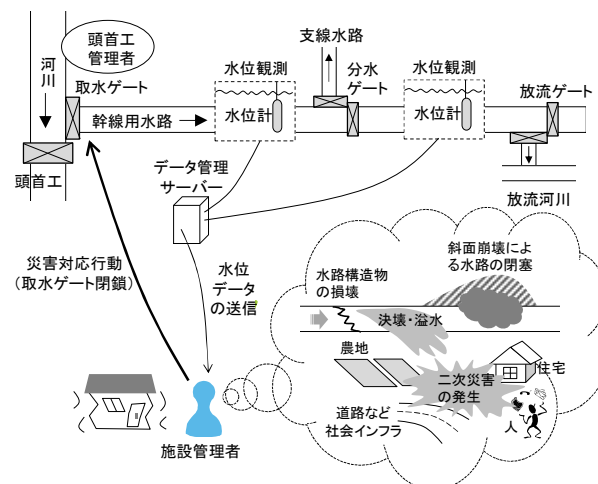 頭首工
管理者
河川
取水ゲート
幹線用水路
頭首工
水位観測
水位計
支線水路
分水
ゲート
水位観測
水位計
放流ゲート
放流河川
データ管理
サーバー
災害対応行動
（取水ゲート閉鎖）
水位
データ
の送信
施設管理者
水路構造物
の損壊
斜面崩壊によ
る水路の閉塞
決壊・溢水
農地
住宅
二次災害
の発生
道路など
社会インフラ
人